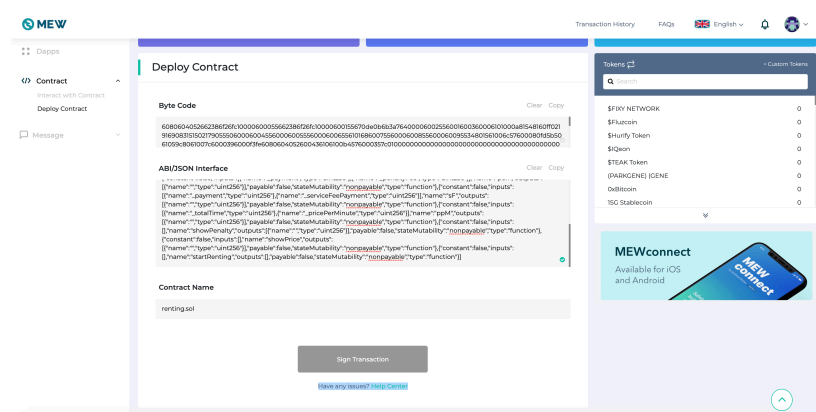 MEW
Transaction History
FAQs
English
Dapps
Contract
Interact with Contract
Deploy Contract
Message
Deploy Contract
Byte Code
Clear Copy
ABI/JSON Interface
Clear Copy
[{"name":"","type":"uint256"}],"payable":false,"stateMutability":"nonpayable","type":"function"},{"constant":false,"inputs":
[{"name":"_payment","type":"uint256"},{"name":"_serviceFeePayment","type":"uint256"}],"name":"sF","outputs":
[{"name":"","type":"uint256"}],"payable":false,"stateMutability":"nonpayable","type":"function"},{"constant":false,"inputs":
[{"name":"_totalTime","type":"uint256"},{"name":"_pricePerMinute","type":"uint256"}],"name":"ppM","outputs":
[{"name":"","type":"uint256"}],"payable":false,"stateMutability":"nonpayable","type":"function"},{"constant":false,"inputs":
[],"name":"showPenalty","outputs":[{"name":"","type":"uint256"}],"payable":false,"stateMutability":"nonpayable","type":"function"},
{"constant":false,"inputs":[],"name":"showPrice","outputs":
[{"name":"","type":"uint256"}],"payable":false,"stateMutability":"nonpayable","type":"function"},{"constant":false,"inputs":
[],"name":"startRenting","outputs":[],"payable":false,"stateMutability":"nonpayable","type":"function"}]
Contract Name
renting.sol
Sign Transaction
Have any issues? Help Center
Tokens
+ Custom Tokens
Search
$FIXY NETWORK 0
$Fluzcoin 0
$Hurify Token 0
$IQeon 0
$TEAK Token 0
(PARKGENE) |GENE 0
0xBitcoin 0
15G Stablecoin 0
MEWconnect
Available for iOS
and Android
MEW
connect